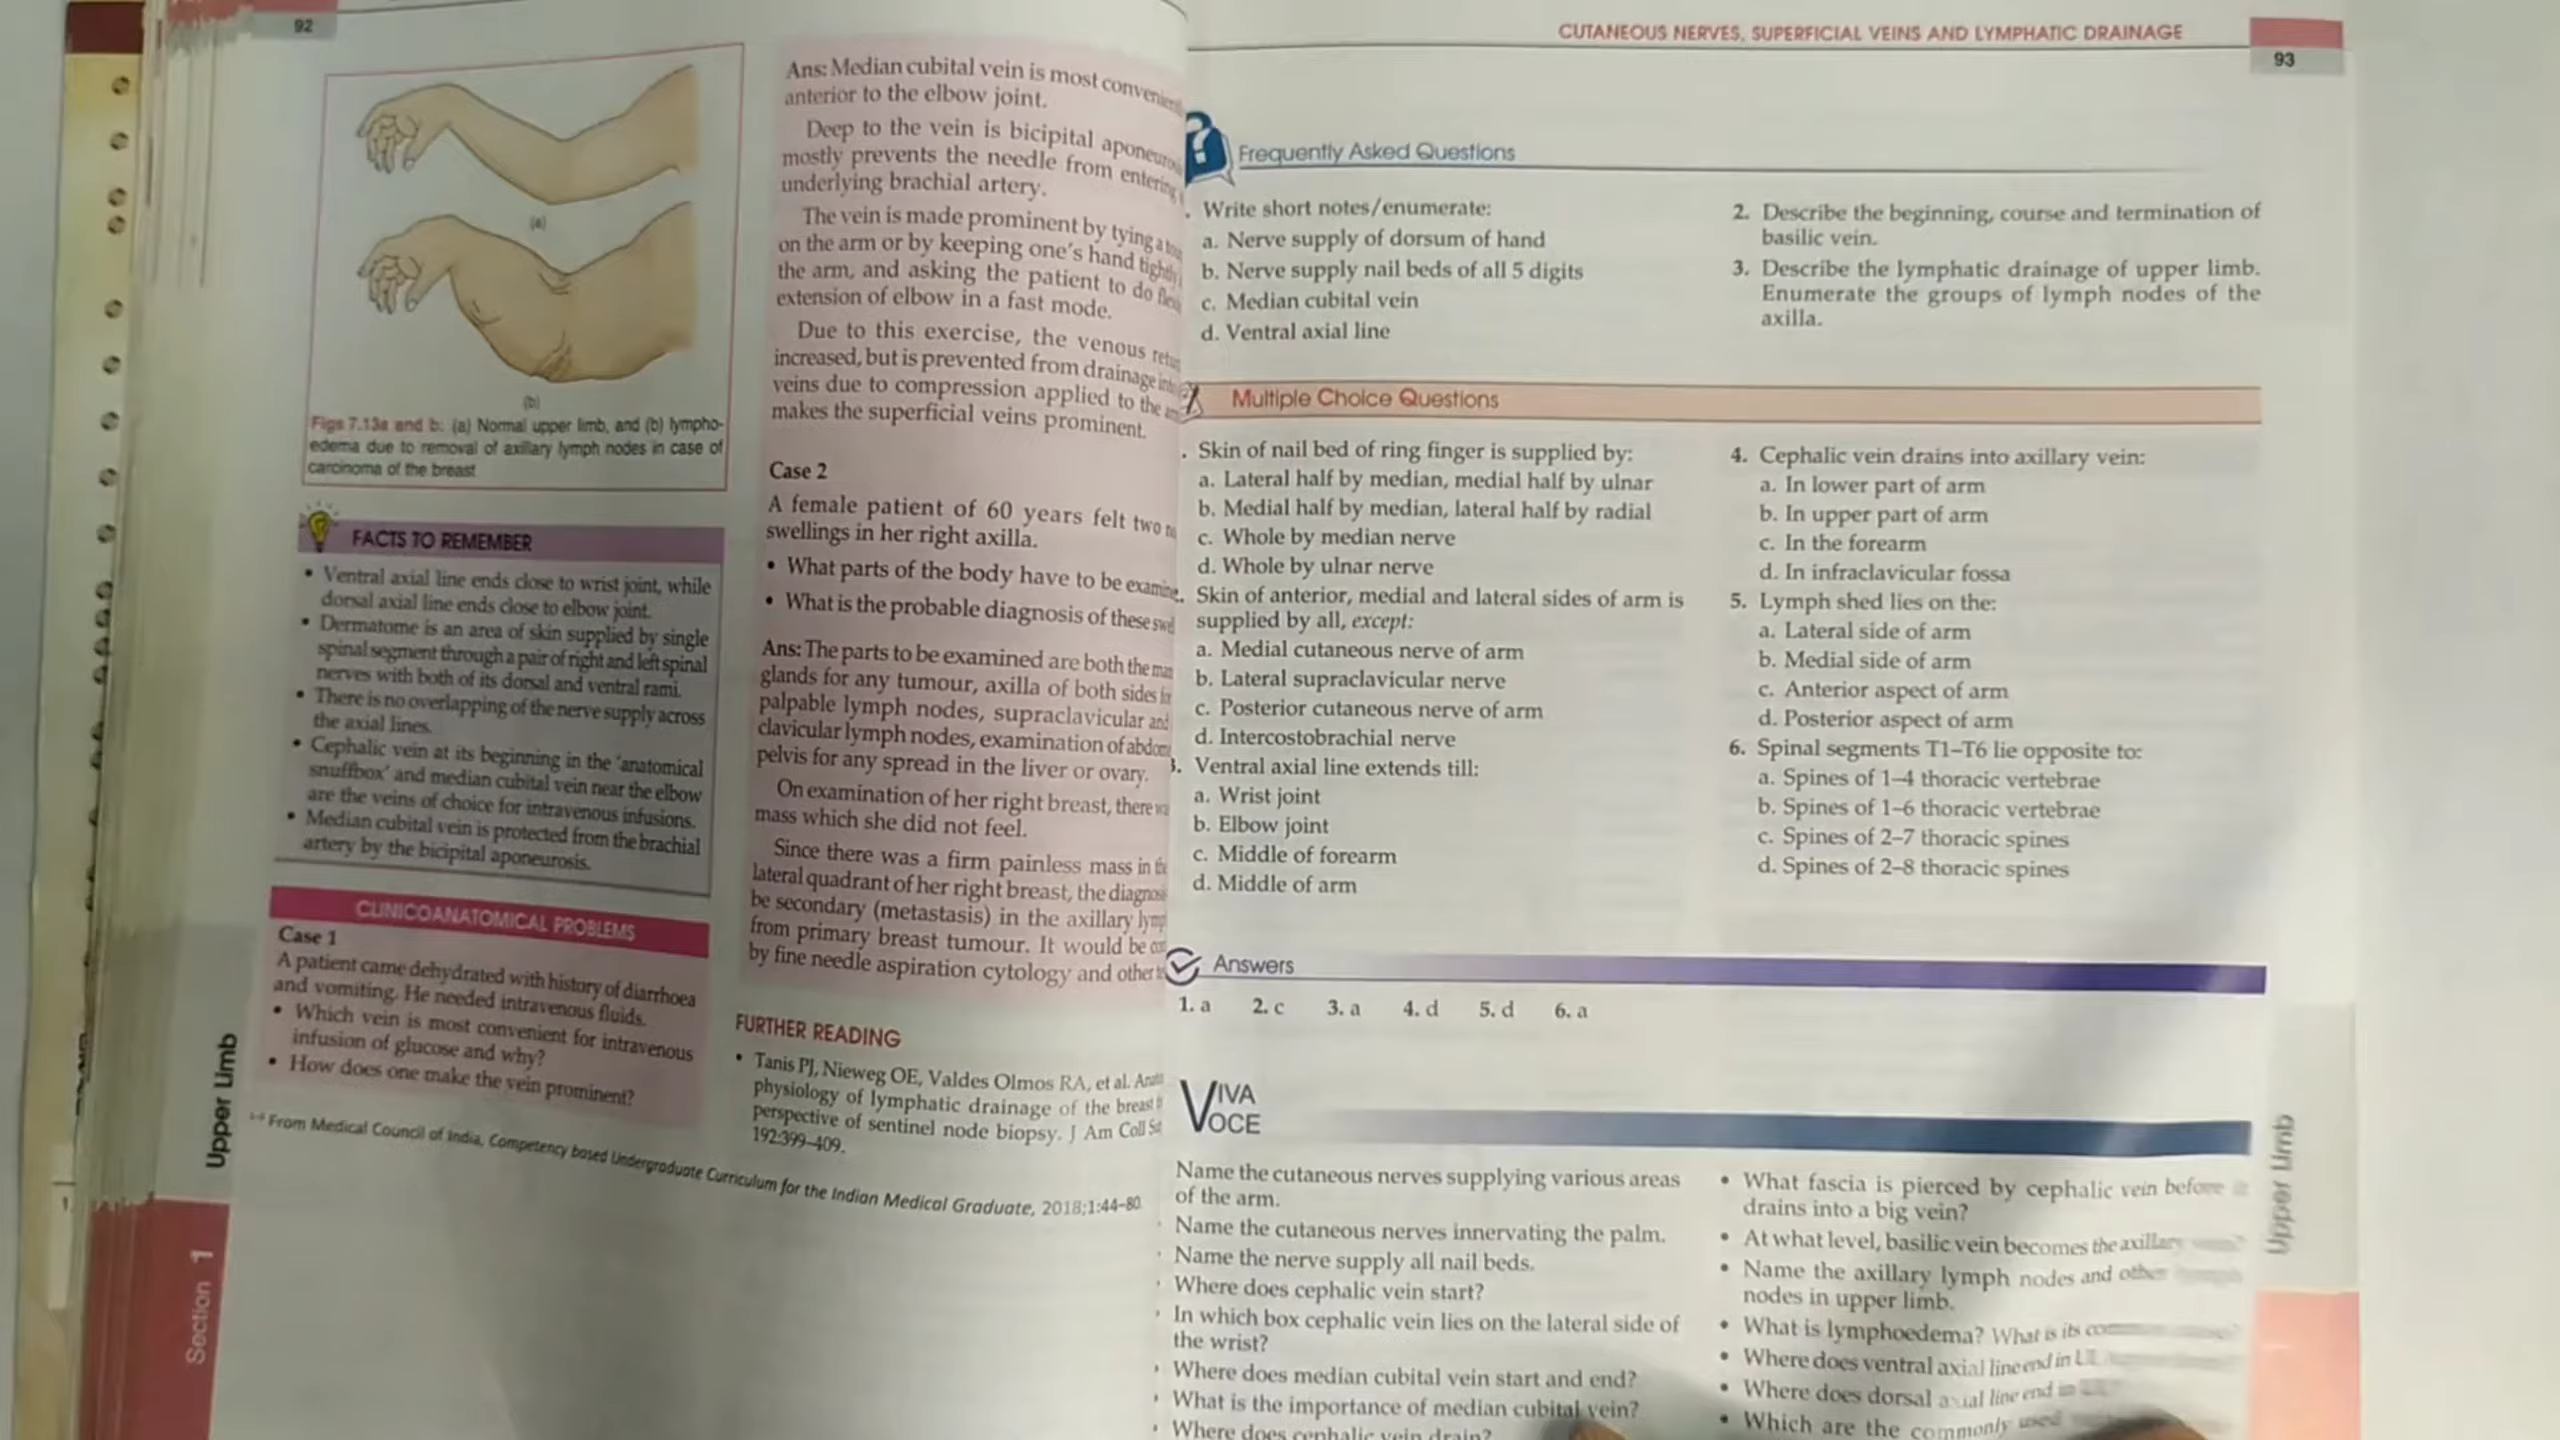 92
(a)
(b)
Figs 7.13a and b: (a) Normal upper limb, and (b) lympho-
edema due to removal of axillary lymph nodes in case of
carcinoma of the breast
FACTS TO REMEMBER
• Ventral axial line ends close to wrist joint, while
dorsal axial line ends close to elbow joint.
• Dermatome is an area of skin supplied by single
spinal segment through a pair of right and left spinal
nerves with both of its dorsal and ventral rami.
• There is no overlapping of the nerve supply across
the axial lines.
• Cephalic vein at its beginning in the 'anatomical
snuffbox' and median cubital vein near the elbow
are the veins of choice for intravenous infusions.
• Median cubital vein is protected from the brachial
artery by the bicipital aponeurosis.
CLINICOANATOMICAL PROBLEMS
Case 1
A patient came dehydrated with history of diarrhoea
and vomiting. He needed intravenous fluids.
• Which vein is most convenient for intravenous
infusion of glucose and why?
• How does one make the vein prominent?
From Medical Council of India, Competency based Undergraduate Curriculum for the Indian Medical Graduate, 2018;1:44–80.
Upper Limb
Section 1
Ans: Median cubital vein is most
anterior to the elbow joint.
Deep to the vein is bicipital
mostly prevents the needle from entering
underlying brachial artery.
The vein is made prominent by tying a
on the arm or by keeping one's hand tightly
the arm, and asking the patient to do
extension of elbow in a fast mode.
Due to this exercise, the venous
increased, but is prevented from drainage
veins due to compression applied to the
makes the superficial veins prominent.
Case 2
A female patient of 60 years felt two
swellings in her right axilla.
• What parts of the body have to be
• What is the probable diagnosis of these
Ans: The parts to be examined are both the
glands for any tumour, axilla of both sides
palpable lymph nodes, supraclavicular and
clavicular lymph nodes, examination of
pelvis for any spread in the liver or ovary.
On examination of her right breast, there
mass which she did not feel.
Since there was a firm painless mass in the
lateral quadrant of her right breast, the
be secondary (metastasis) in the axillary
from primary breast tumour. It would be
by fine needle aspiration cytology and other
FURTHER READING
• Tanis PJ, Nieweg OE, Valdes Olmos RA, et al.
physiology of lymphatic drainage of the breast
perspective of sentinel node biopsy. J Am Coll
192:399–409.
CUTANEOUS NERVES, SUPERFICIAL VEINS AND LYMPHATIC DRAINAGE
93
Frequently Asked Questions
. Write short notes/enumerate:
a. Nerve supply of dorsum of hand
b. Nerve supply nail beds of all 5 digits
c. Median cubital vein
d. Ventral axial line
2. Describe the beginning, course and termination of
basilic vein.
3. Describe the lymphatic drainage of upper limb.
Enumerate the groups of lymph nodes of the
axilla.
Multiple Choice Questions
. Skin of nail bed of ring finger is supplied by:
a. Lateral half by median, medial half by ulnar
b. Medial half by median, lateral half by radial
c. Whole by median nerve
d. Whole by ulnar nerve
. Skin of anterior, medial and lateral sides of arm is
supplied by all, except:
a. Medial cutaneous nerve of arm
b. Lateral supraclavicular nerve
c. Posterior cutaneous nerve of arm
d. Intercostobrachial nerve
. Ventral axial line extends till:
a. Wrist joint
b. Elbow joint
c. Middle of forearm
d. Middle of arm
4. Cephalic vein drains into axillary vein:
a. In lower part of arm
b. In upper part of arm
c. In the forearm
d. In infraclavicular fossa
5. Lymph shed lies on the:
a. Lateral side of arm
b. Medial side of arm
c. Anterior aspect of arm
d. Posterior aspect of arm
6. Spinal segments T1–T6 lie opposite to:
a. Spines of 1–4 thoracic vertebrae
b. Spines of 1–6 thoracic vertebrae
c. Spines of 2–7 thoracic spines
d. Spines of 2–8 thoracic spines
Answers
1. a 2. c 3. a 4. d 5. d 6. a
VIVA
VOCE
Name the cutaneous nerves supplying various areas
of the arm.
Name the cutaneous nerves innervating the palm.
Name the nerve supply all nail beds.
Where does cephalic vein start?
In which box cephalic vein lies on the lateral side of
the wrist?
Where does median cubital vein start and end?
What is the importance of median cubital vein?
Where does cephalic vein drain?
• What fascia is pierced by cephalic vein before
drains into a big vein?
• At what level, basilic vein becomes the axillary
• Name the axillary lymph nodes and other
nodes in upper limb.
• What is lymphoedema? What is its
• Where does ventral axial line end in
• Where does dorsal axial line end in
• Which are the commonly used
Upper Limb